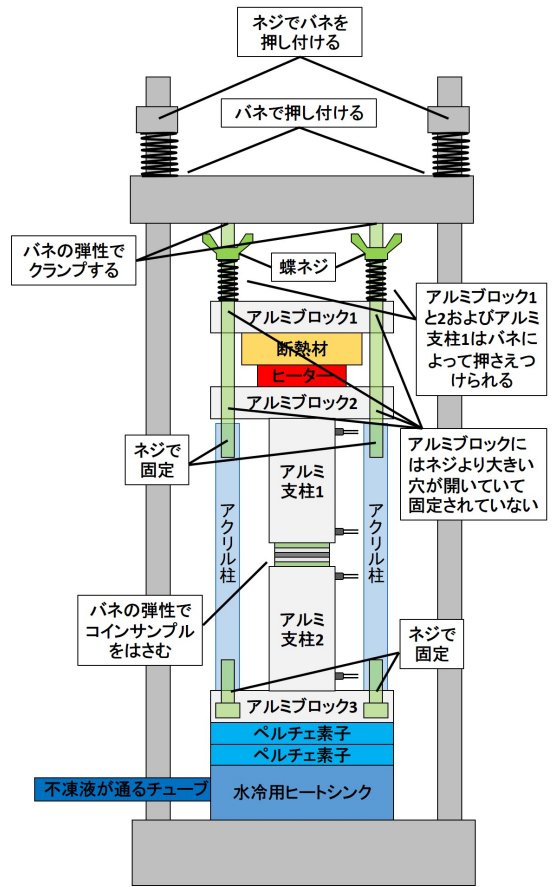 ネジでバネを
押し付ける
バネで押し付ける
バネの弾性で
クランプする
蝶ネジ
アルミブロック1
と2およびアルミ
支柱1はバネに
よって押さえつ
けられる
アルミブロック1
断熱材
ヒーター
アルミブロック2
ネジで
固定
アルミ
支柱1
アルミブロックに
はネジより大きい
穴が開いていて
固定されていない
アクリル柱
アクリル柱
バネの弾性で
コインサンプル
をはさむ
アルミ
支柱2
ネジで
固定
アルミブロック3
ペルチェ素子
ペルチェ素子
不凍液が通るチューブ
水冷用ヒートシンク